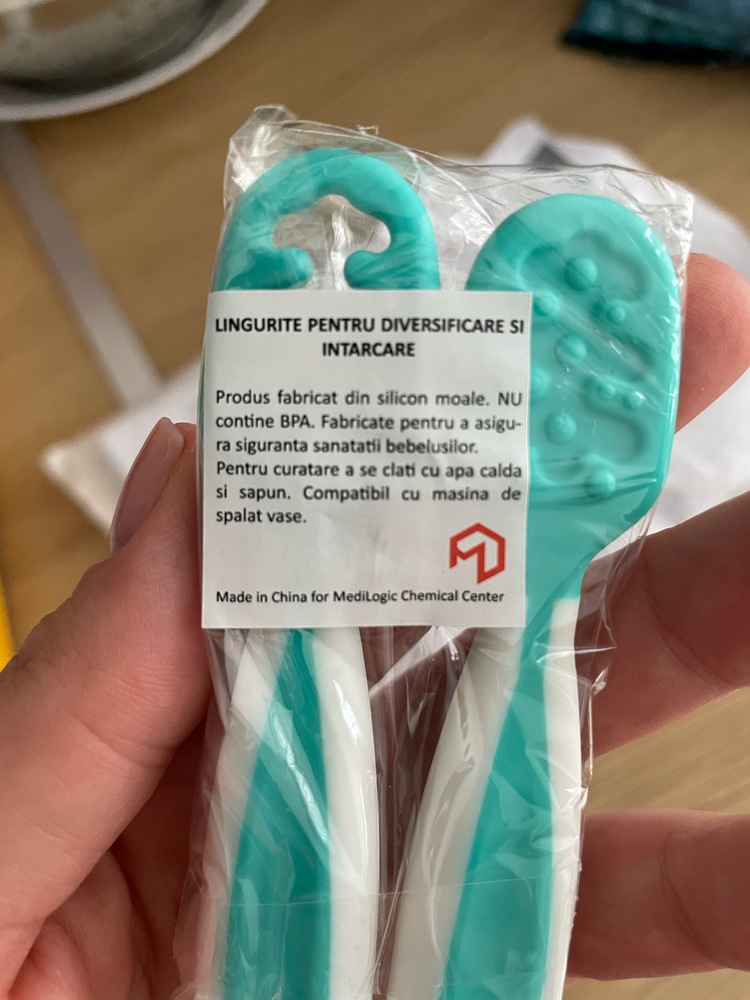 LINGURITE PENTRU DIVERSIFICARE SI
INTARCARE
Produs fabricat din silicon moale. NU
contine BPA. Fabricate pentru a asigu-
ra siguranta sanatatii bebelusilor.
Pentru curatare a se clati cu apa calda
si sapun. Compatibil cu masina de
spalat vase.
Made in China for MediLogic Chemical Center